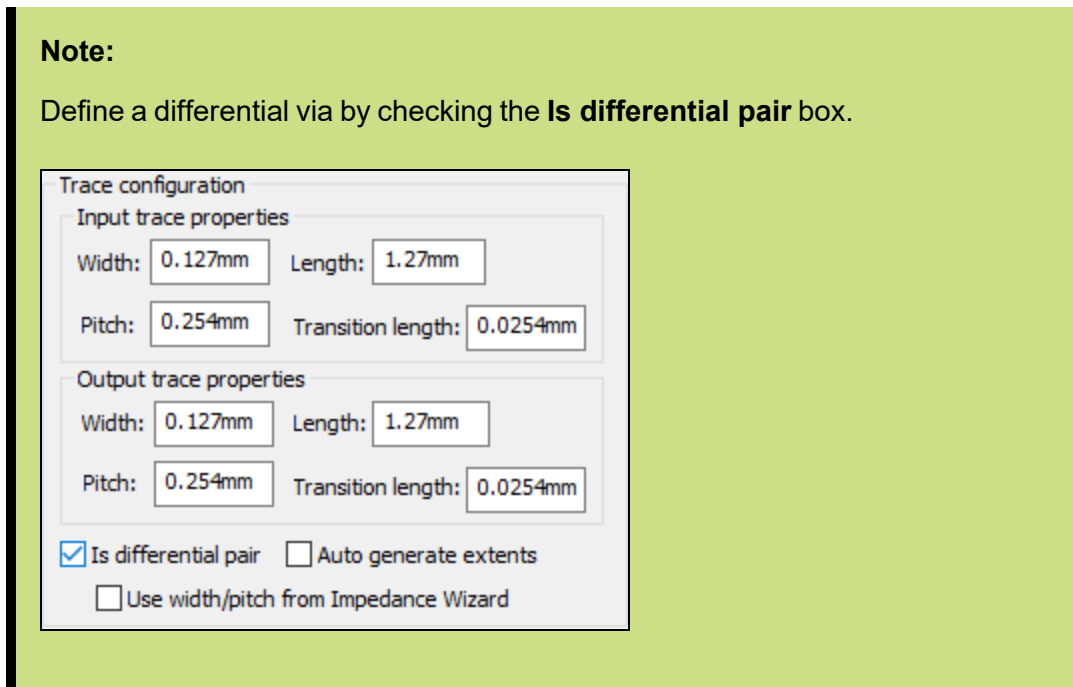 Note:
Define a differential via by checking the Is differential pair box.
Trace configuration
Input trace properties
Width: 0.127mm Length: 1.27mm
Pitch: 0.254mm Transition length: 0.0254mm
Output trace properties
Width: 0.127mm Length: 1.27mm
Pitch: 0.254mm Transition length: 0.0254mm
Is differential pair Auto generate extents
Use width/pitch from Impedance Wizard